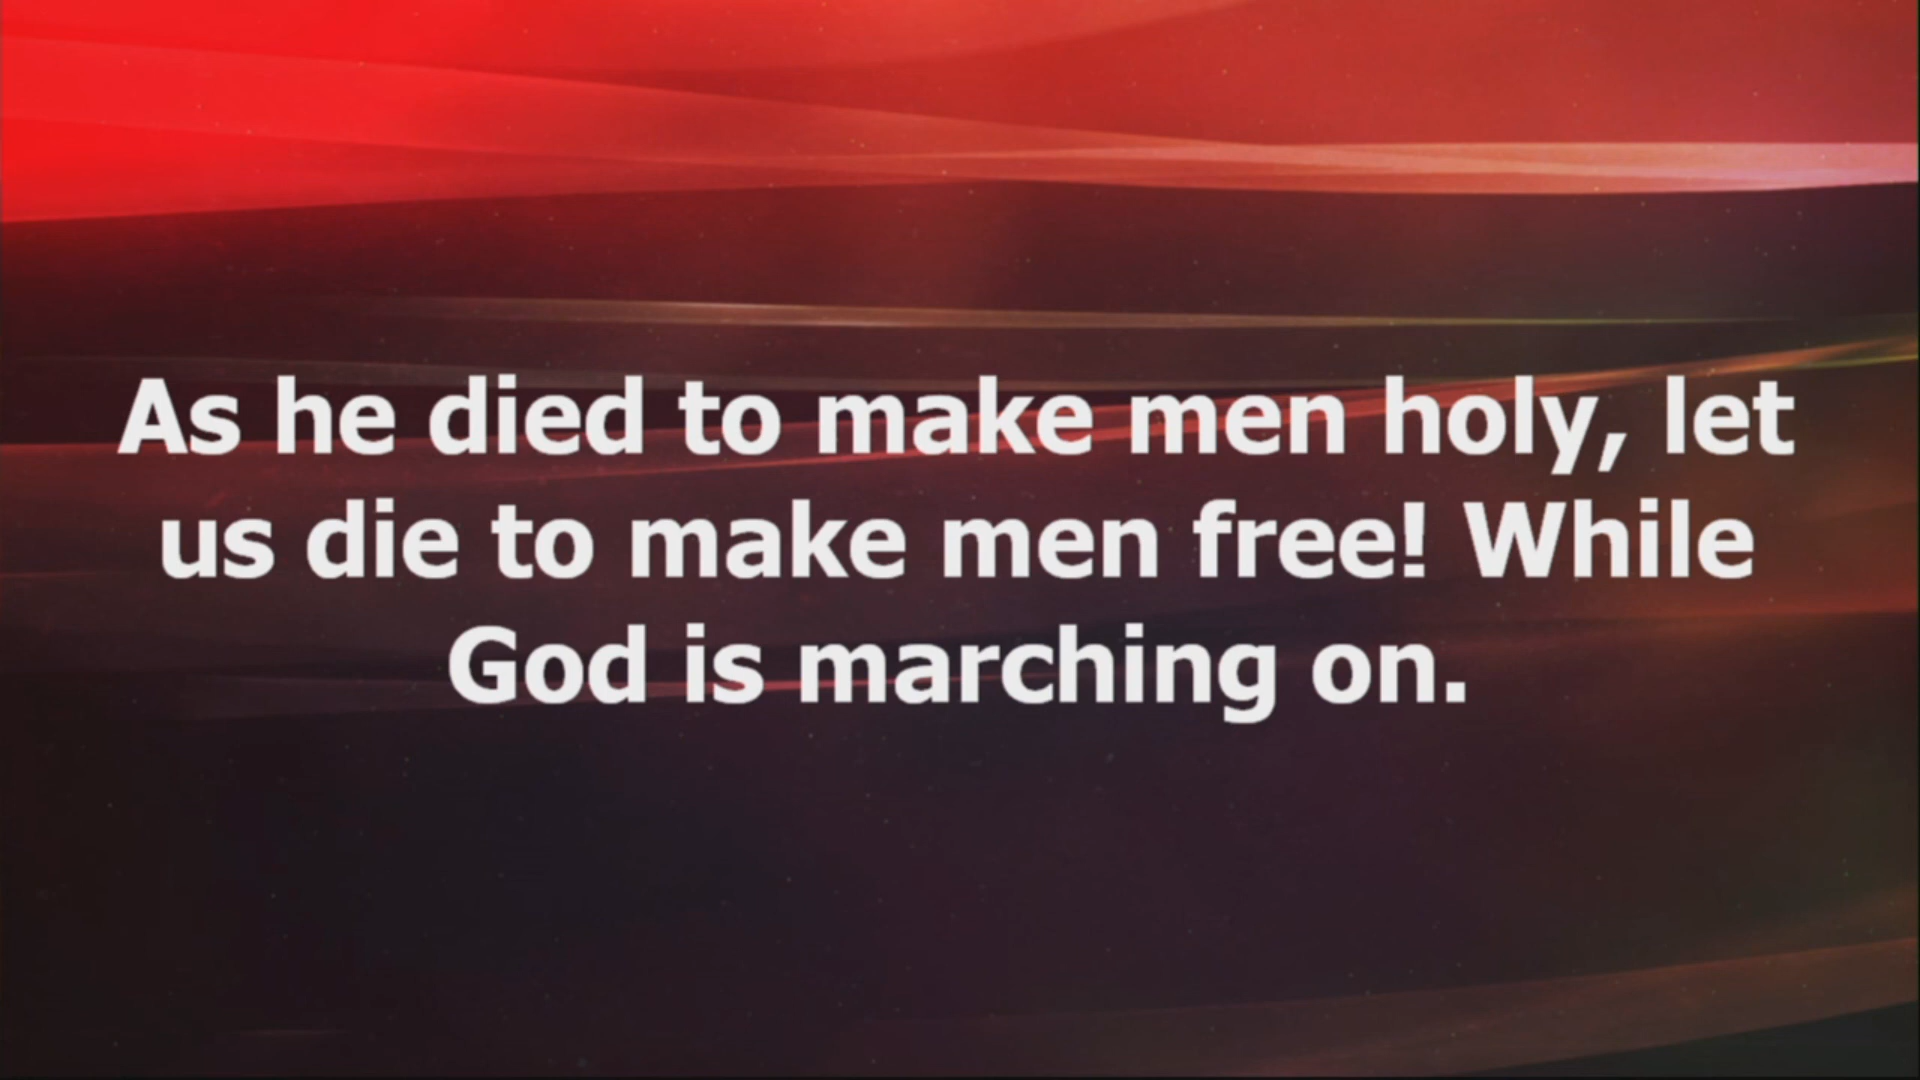 As he died to make men holy, let
us die to make men free! While
God is marching on.